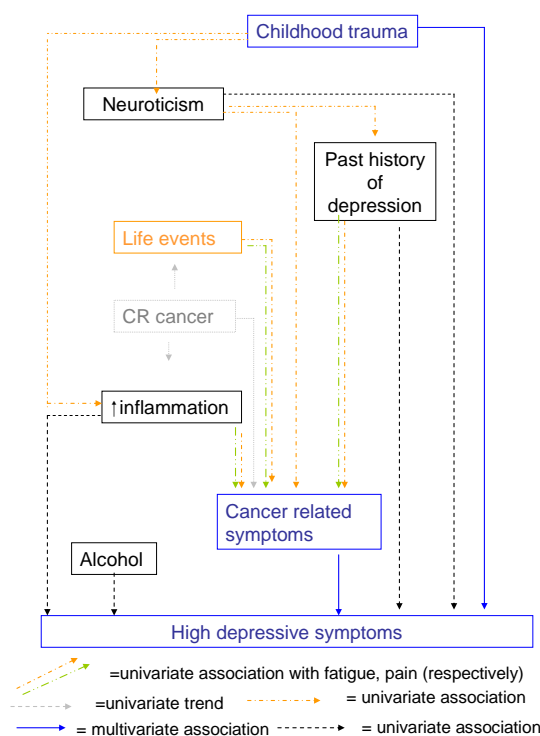 Childhood trauma
Neuroticism
Past history
of
depression
Life events
CR cancer
↑inflammation
Cancer related
symptoms
Alcohol
High depressive symptoms
=univariate association with fatigue, pain (respectively)
=univariate trend
= univariate association
= multivariate association
= univariate association